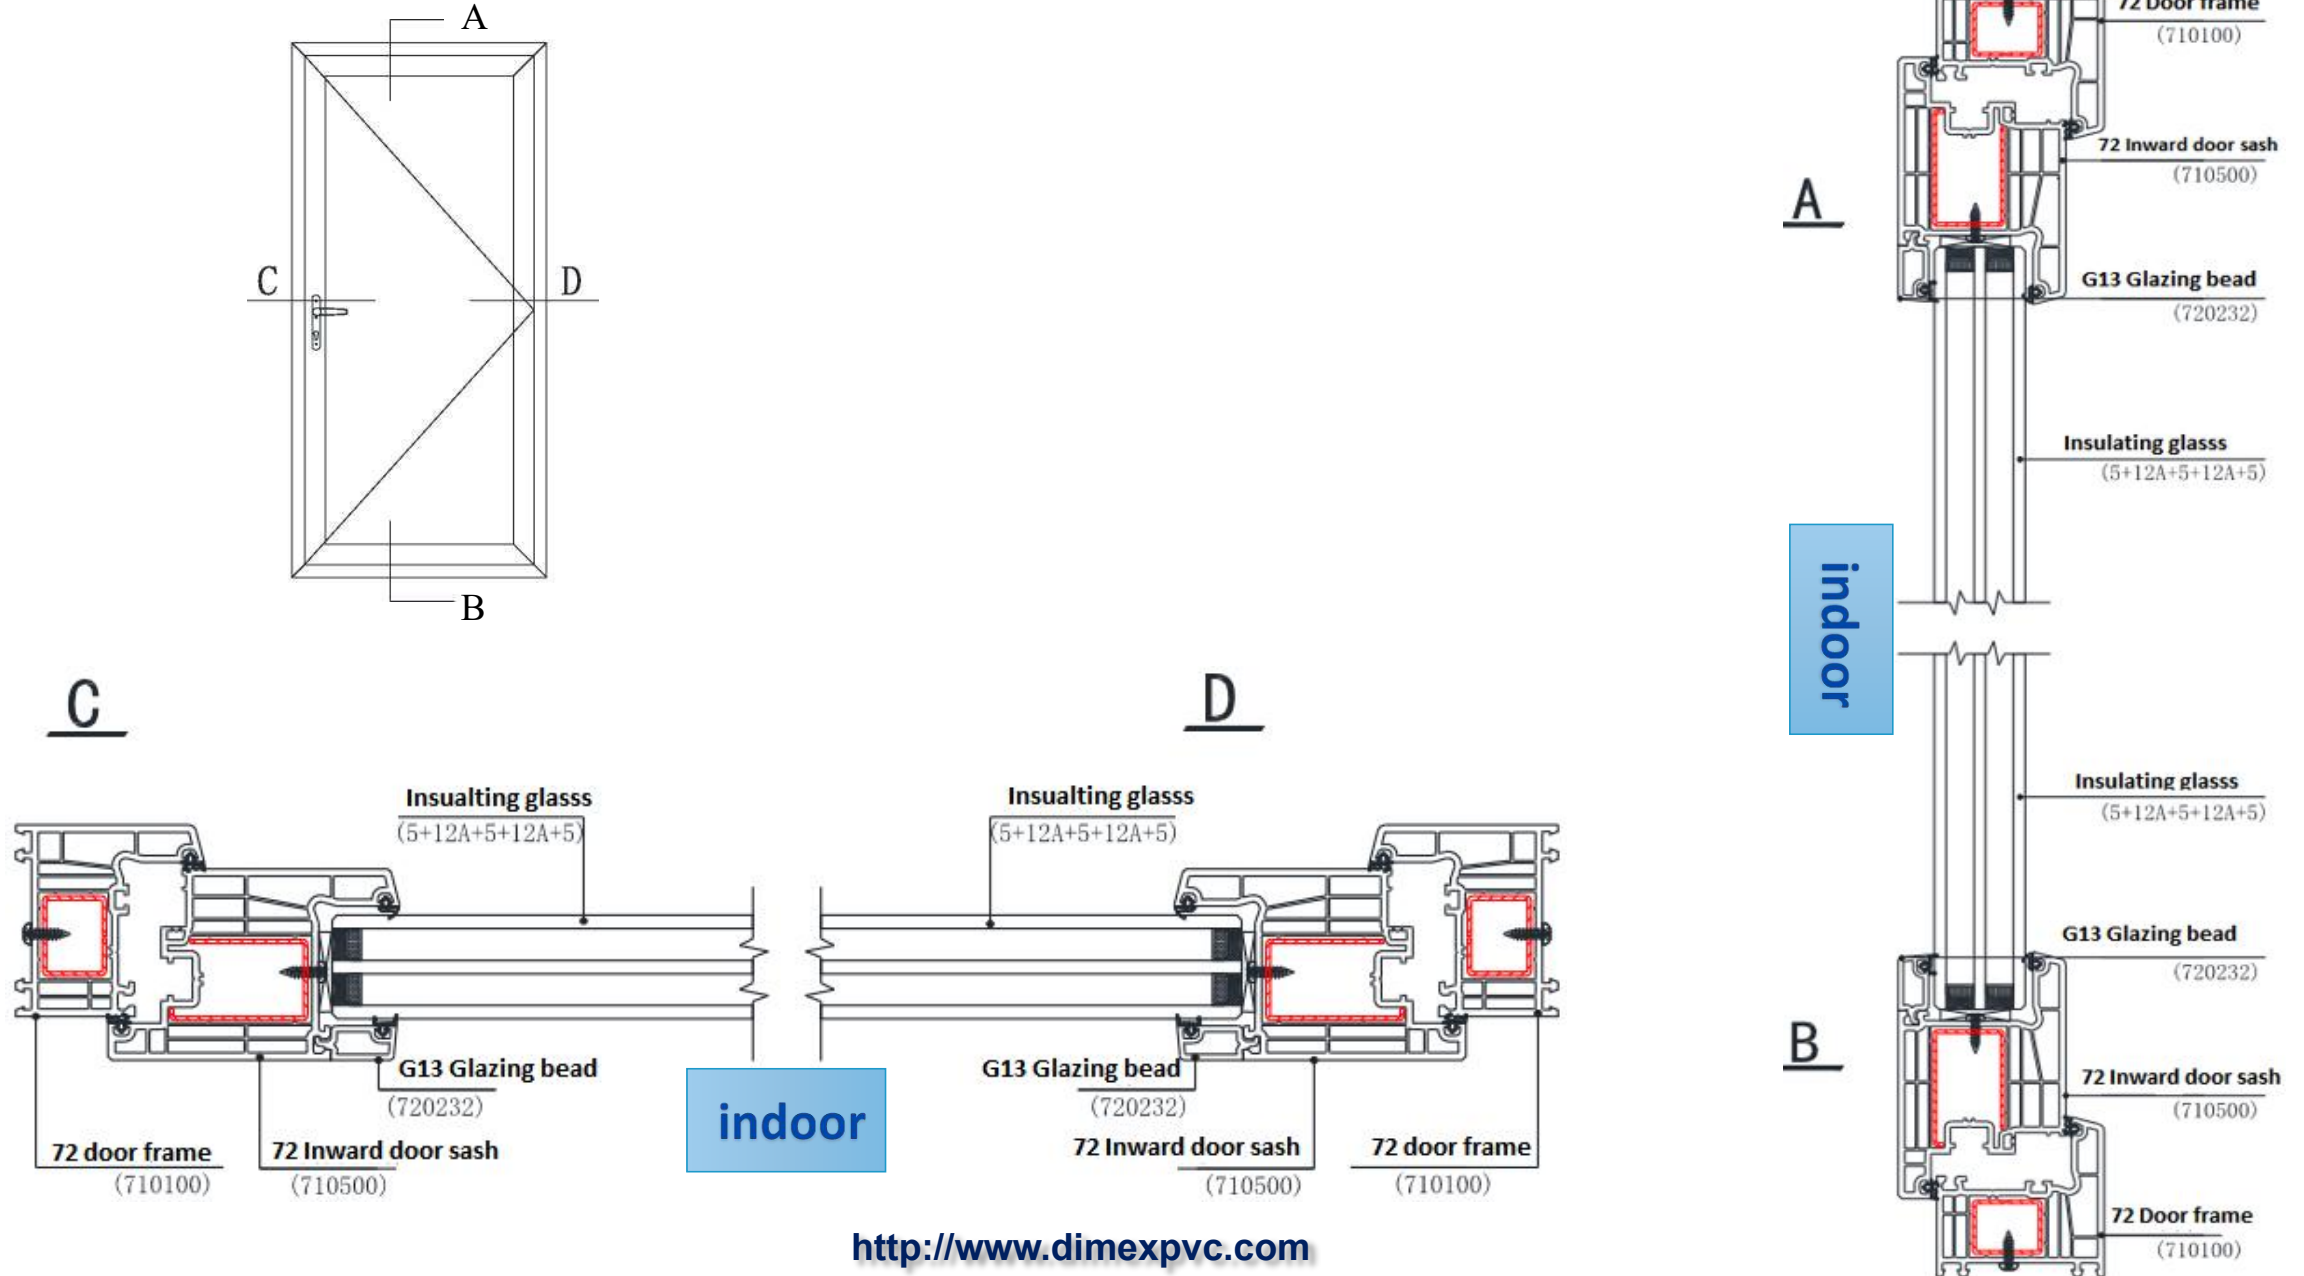 A
C
D
B
72 Door frame
(710100)
72 Inward door sash
(710500)
A
G13 Glazing bead
(720232)
Insulating glasss
(5+12A+5+12A+5)
indoor
Insulating glasss
(5+12A+5+12A+5)
G13 Glazing bead
(720232)
B
72 Inward door sash
(710500)
72 Door frame
(710100)
C
D
Insualting glasss
(5+12A+5+12A+5)
Insualting glasss
(5+12A+5+12A+5)
G13 Glazing bead
(720232)
72 door frame
(710100)
72 Inward door sash
(710500)
indoor
G13 Glazing bead
(720232)
72 Inward door sash
(710500)
72 door frame
(710100)
http://www.dimexpvc.com